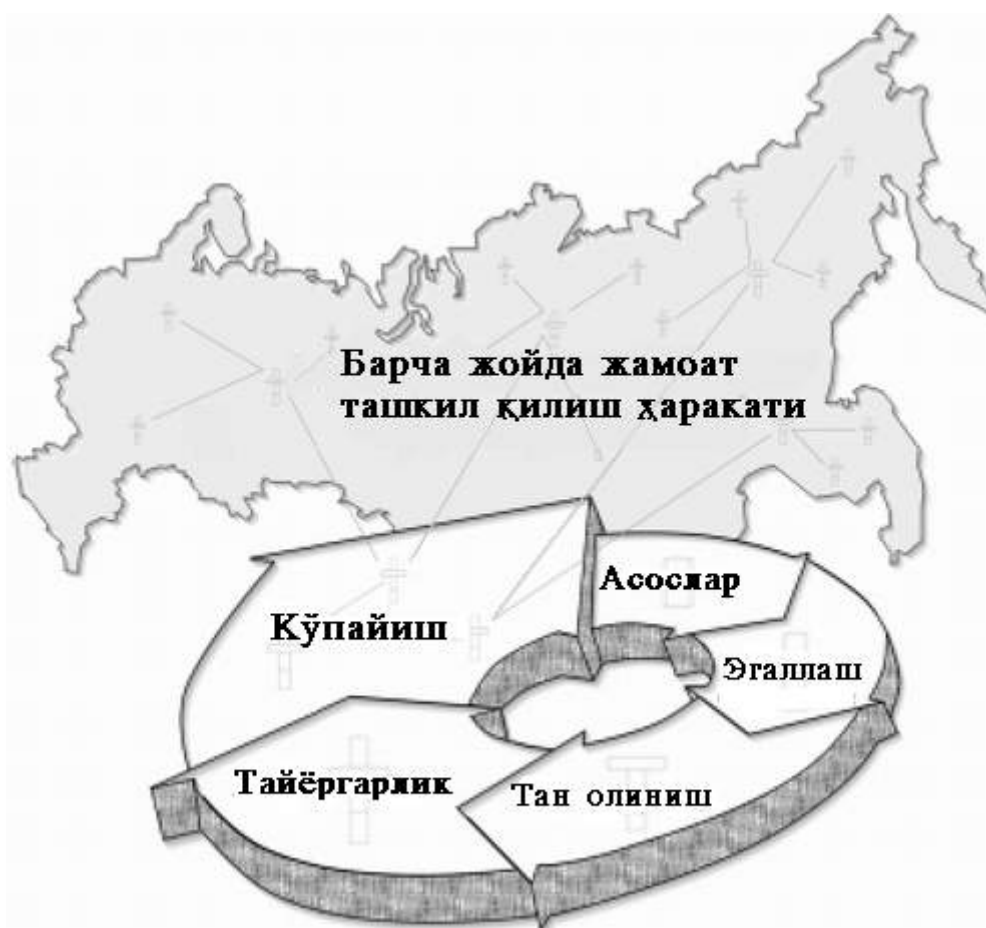 Барча жойда жамоат
ташкил қилиш ҳаракати
Асослар
Кўпайиш
Эгаллаш
Тайёргарлик
Тан олиниш